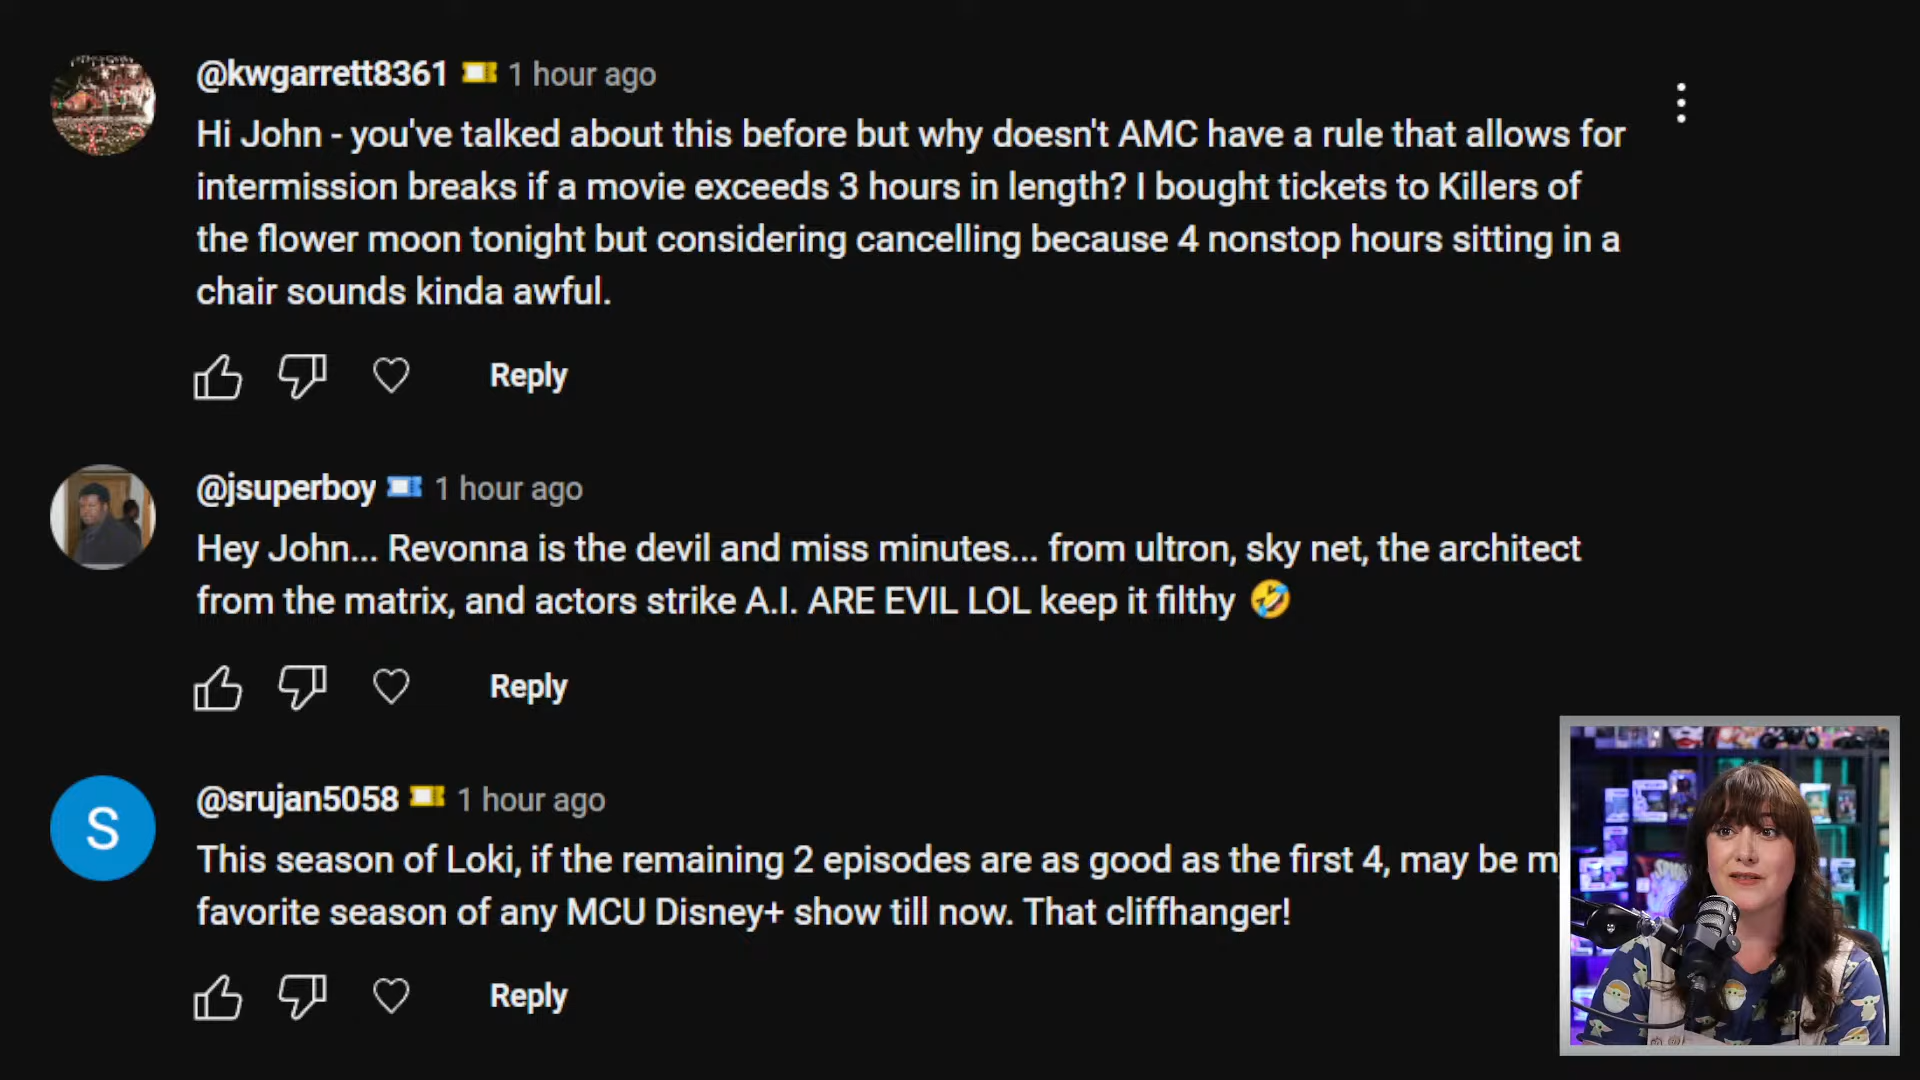 @kwgarrett8361 1 hour ago
Hi John - you've talked about this before but why doesn't AMC have a rule that allows for
intermission breaks if a movie exceeds 3 hours in length? I bought tickets to Killers of
the flower moon tonight but considering cancelling because 4 nonstop hours sitting in a
chair sounds kinda awful.
Reply
@jsuperboy 1 hour ago
Hey John... Revonna is the devil and miss minutes... from ultron, sky net, the architect
from the matrix, and actors strike A.I. ARE EVIL LOL keep it filthy 🤣
Reply
S
@srujan5058 1 hour ago
This season of Loki, if the remaining 2 episodes are as good as the first 4, may be m
favorite season of any MCU Disney+ show till now. That cliffhanger!
Reply